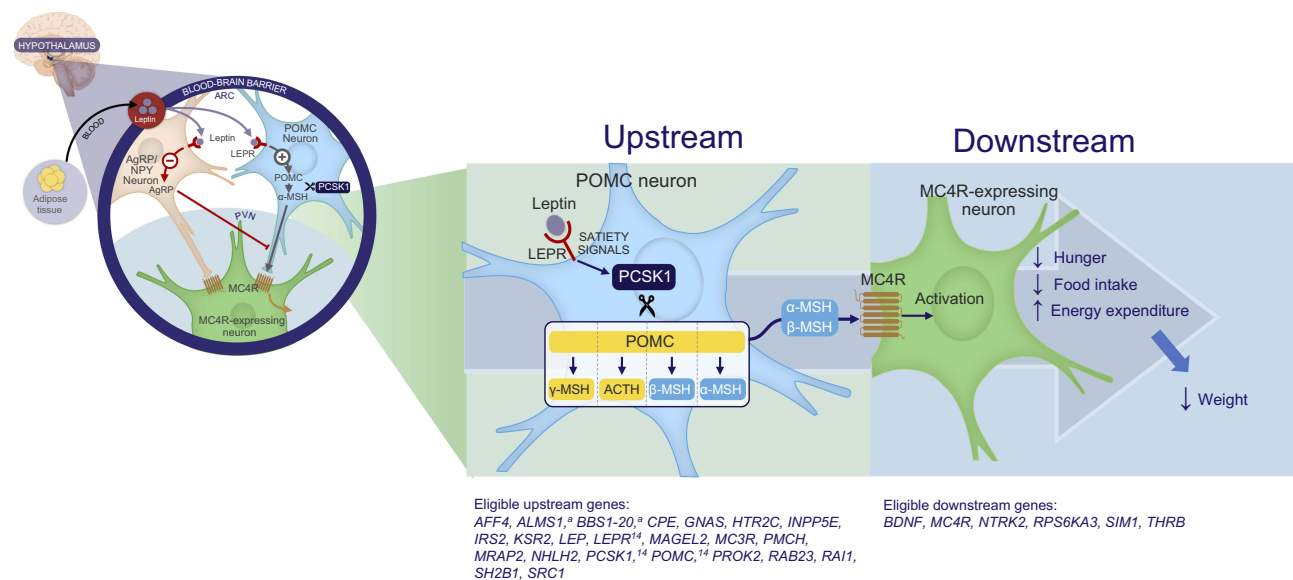 HYPOTHALAMUS
BLOOD-BRAIN BARRIER
ARC
Leptin
BLOOD
Adipose
tissue
Leptin
LEPR
POMC
Neuron
AgRP/
NPY
Neuron
AgRP
POMC
α-MSH
PCSK1
PVN
MC4R
MC4R-expressing
neuron
Upstream
POMC neuron
Leptin
LEPR
SATIETY
SIGNALS
PCSK1
POMC
γ-MSH
ACTH
β-MSH
α-MSH
α-MSH
β-MSH
Downstream
MC4R-expressing
neuron
MC4R
Activation
↓ Hunger
↓ Food intake
↑ Energy expenditure
↓ Weight
Eligible upstream genes:
AFF4, ALMS1,ª BBS1-20,ª CPE, GNAS, HTR2C, INPP5E,
IRS2, KSR2, LEP, LEPR¹⁴, MAGEL2, MC3R, PMCH,
MRAP2, NHLH2, PCSK1,¹⁴ POMC,¹⁴ PROK2, RAB23, RAI1,
SH2B1, SRC1
Eligible downstream genes:
BDNF, MC4R, NTRK2, RPS6KA3, SIM1, THRB